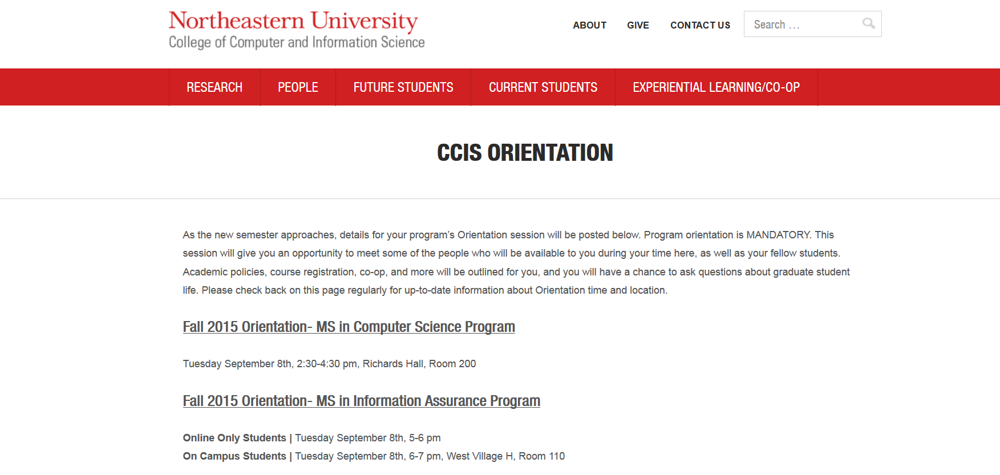 Northeastern University
College of Computer and Information Science
ABOUT GIVE CONTACT US Search ...
RESEARCH PEOPLE FUTURE STUDENTS CURRENT STUDENTS EXPERIENTIAL LEARNING/CO-OP
CCIS ORIENTATION
As the new semester approaches, details for your program's Orientation session will be posted below. Program orientation is MANDATORY. This
session will give you an opportunity to meet some of the people who will be available to you during your time here, as well as your fellow students.
Academic policies, course registration, co-op, and more will be outlined for you, and you will have a chance to ask questions about graduate student
life. Please check back on this page regularly for up-to-date information about Orientation time and location.
Fall 2015 Orientation- MS in Computer Science Program
Tuesday September 8th, 2:30-4:30 pm, Richards Hall, Room 200
Fall 2015 Orientation- MS in Information Assurance Program
Online Only Students | Tuesday September 8th, 5-6 pm
On Campus Students | Tuesday September 8th, 6-7 pm, West Village H, Room 110